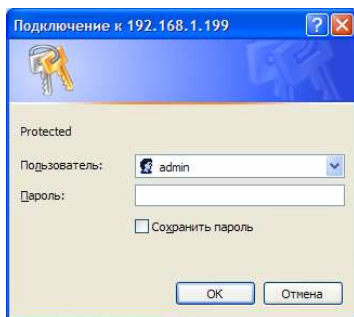 Подключение к 192.168.1.199
Protected
Пользователь: admin
Пароль:
Сохранить пароль
OK Отмена